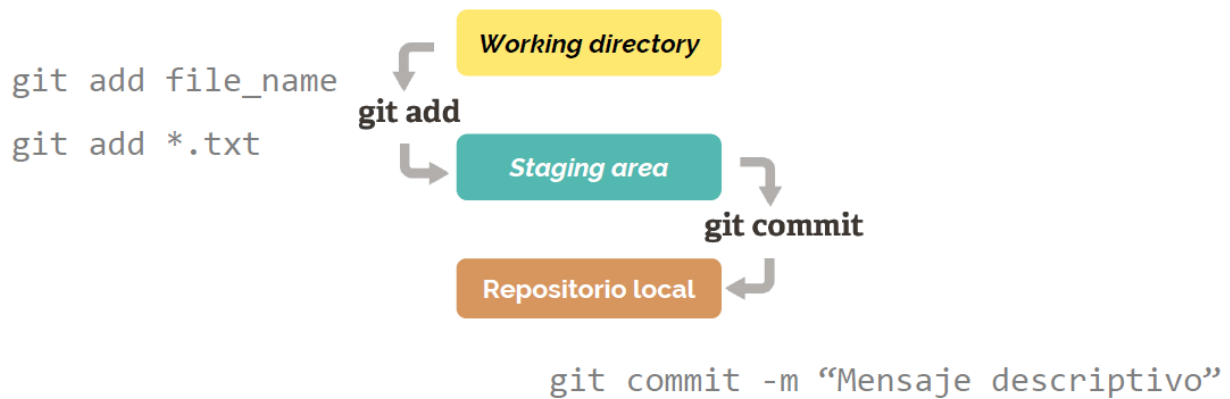 Working directory
git add file_name
git add
git add *.txt
Staging area
git commit
Repositorio local
git commit -m “Mensaje descriptivo”